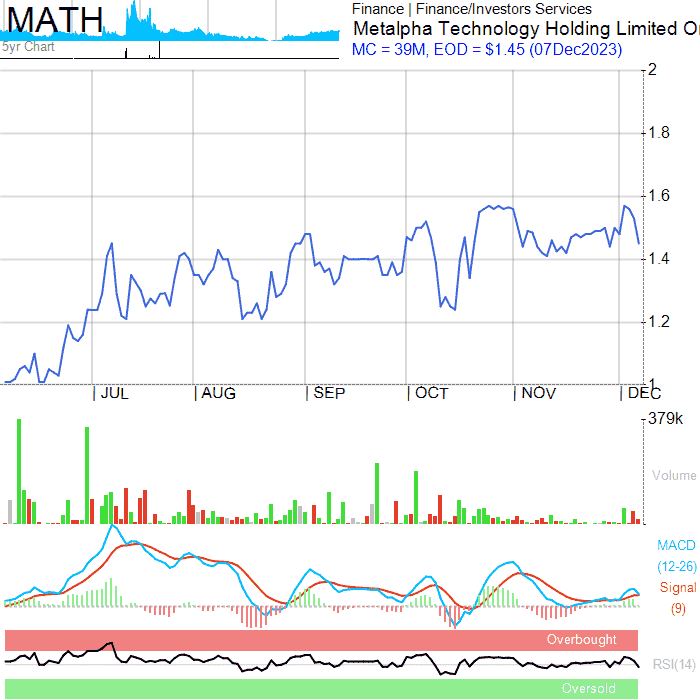 MATH
5yr Chart
Finance | Finance/Investors Services
Metalpha Technology Holding Limited Or
MC = 39M, EOD = $1.45 (07Dec2023)
2
1.8
1.6
1.4
1.2
1
JUL
AUG
SEP
OCT
NOV
DEC
379k
Volume
MACD
(12-26)
Signal
(9)
Overbought
RSI(14)
Oversold